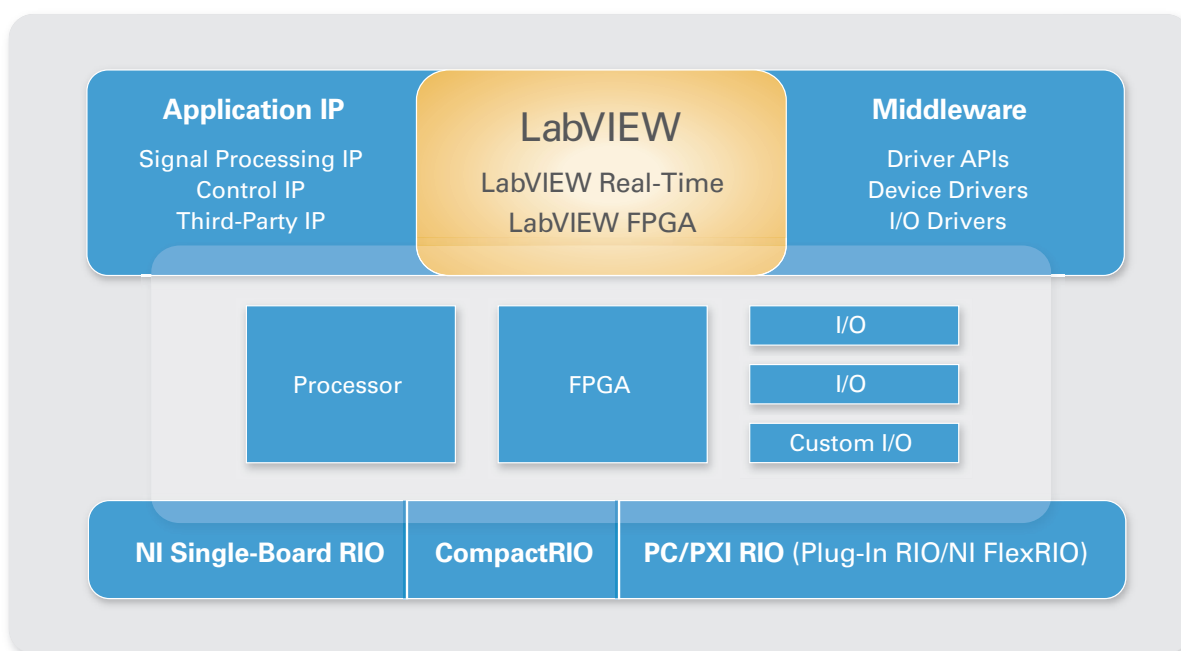 Application IP
Signal Processing IP
Control IP
Third-Party IP
LabVIEW
LabVIEW Real-Time
LabVIEW FPGA
Middleware
Driver APIs
Device Drivers
I/O Drivers
Processor
FPGA
I/O
I/O
Custom I/O
NI Single-Board RIO
CompactRIO
PC/PXI RIO (Plug-In RIO/NI FlexRIO)